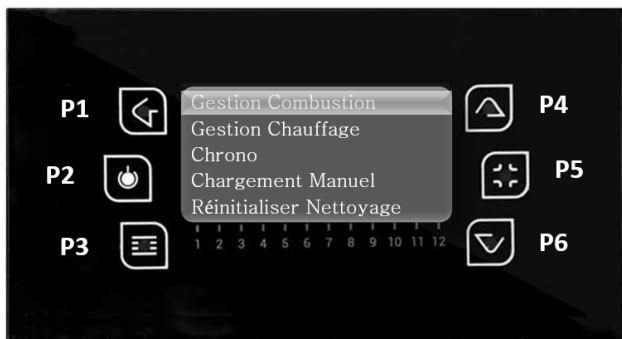 P1
P2
P3
Gestion Combustion
Gestion Chauffage
Chrono
Chargement Manuel
Réinitialiser Nettoyage
1 2 3 4 5 6 7 8 9 10 11 12
P4
P5
P6